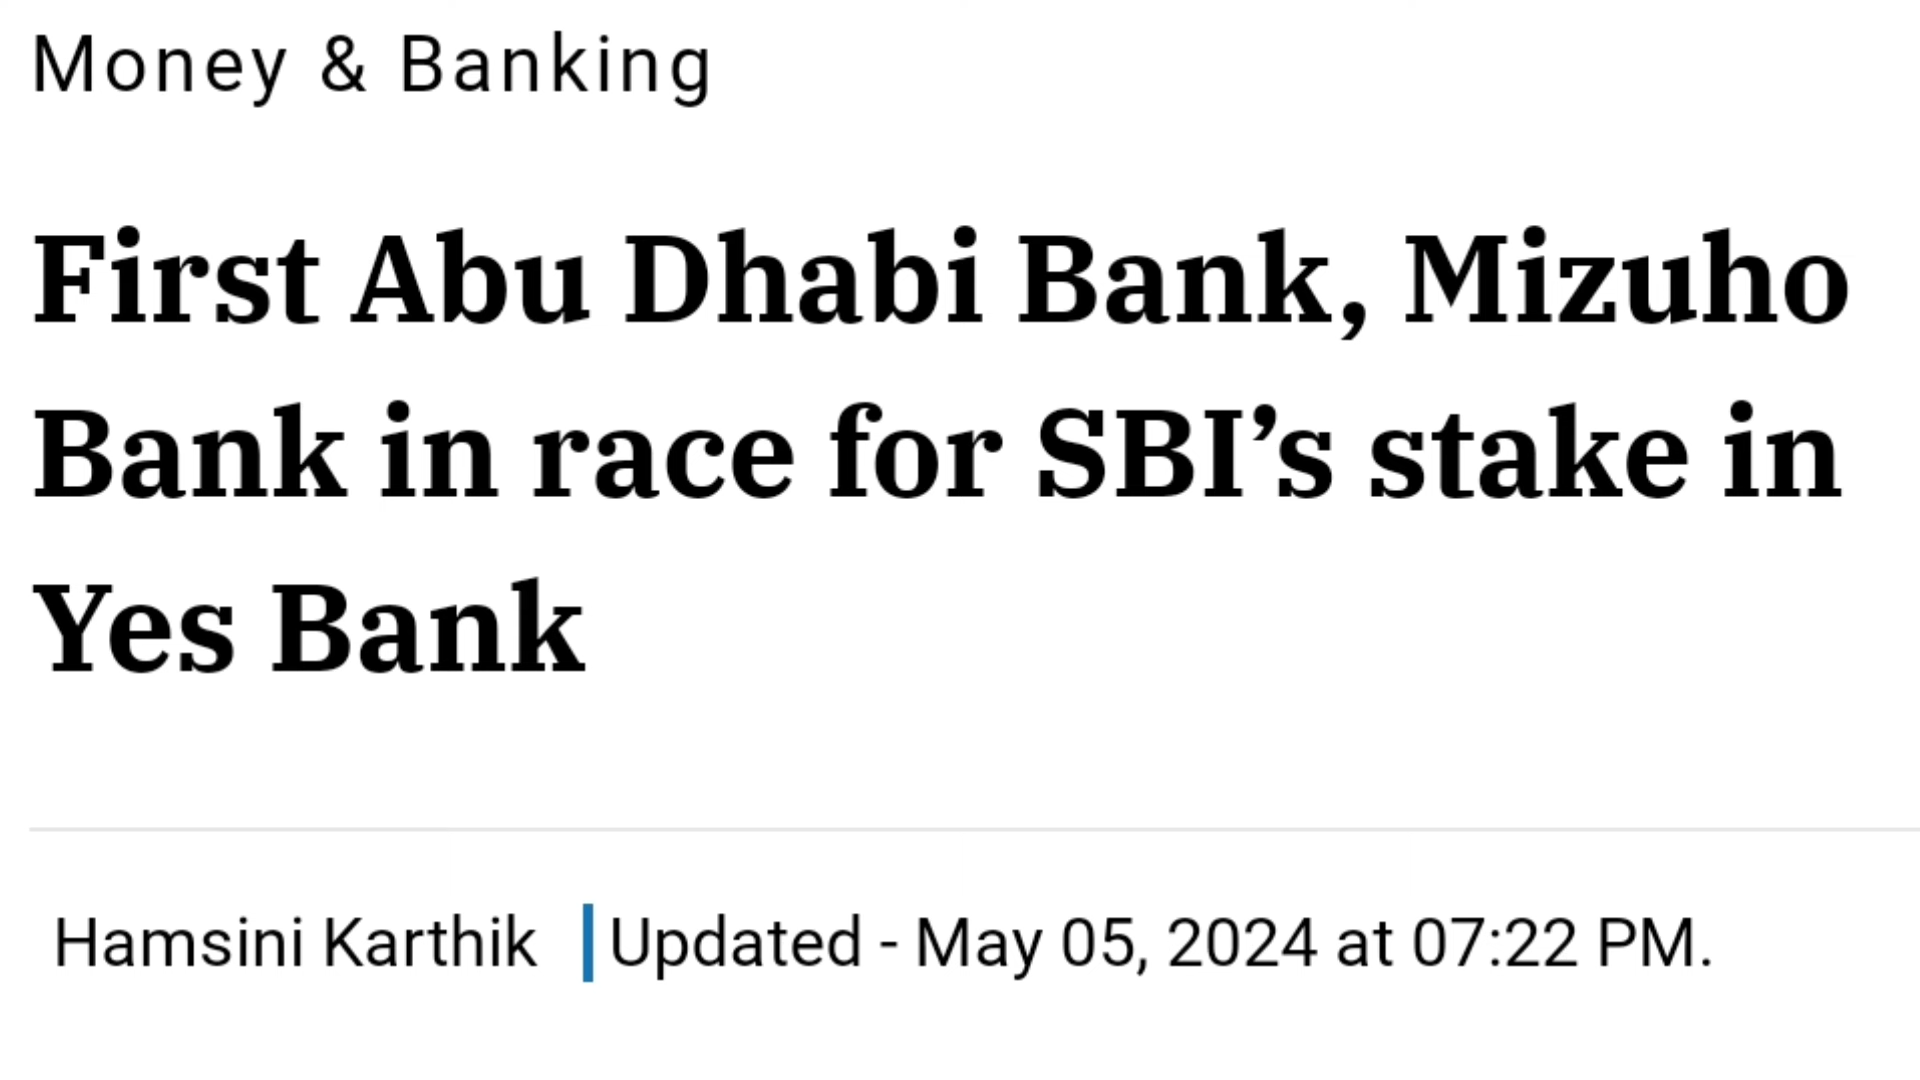 Money & Banking
First Abu Dhabi Bank, Mizuho
Bank in race for SBI’s stake in
Yes Bank
Hamsini Karthik
Updated - May 05, 2024 at 07:22 PM.